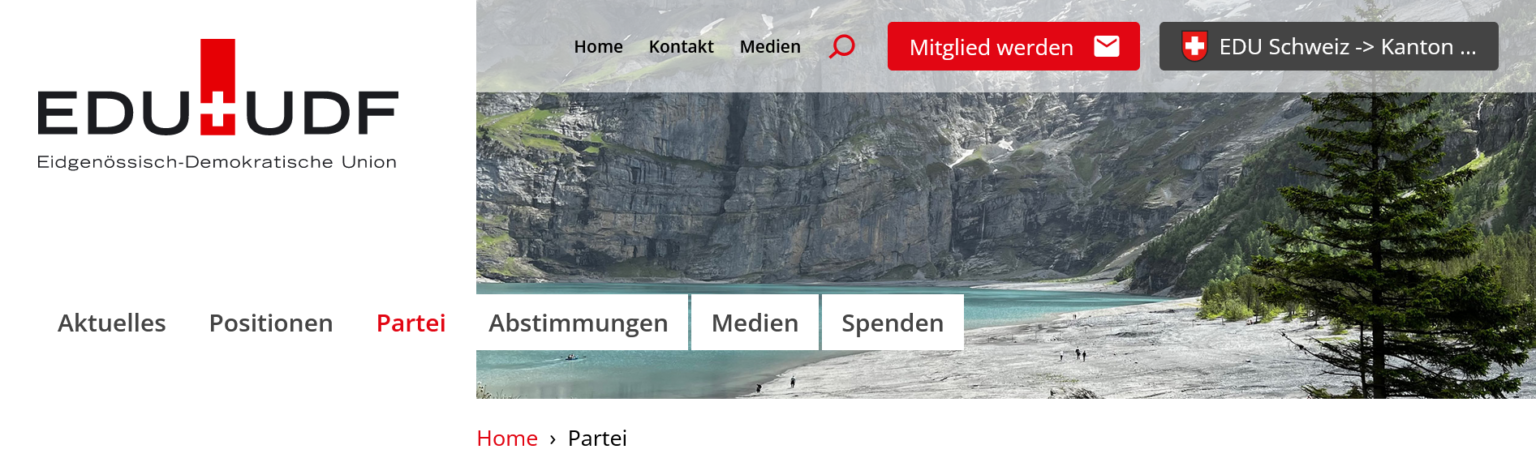 EDU UDF
Eidgenössisch-Demokratische Union
Home Kontakt Medien Mitglied werden EDU Schweiz -> Kanton ...
Aktuelles Positionen Partei Abstimmungen Medien Spenden
Home › Partei